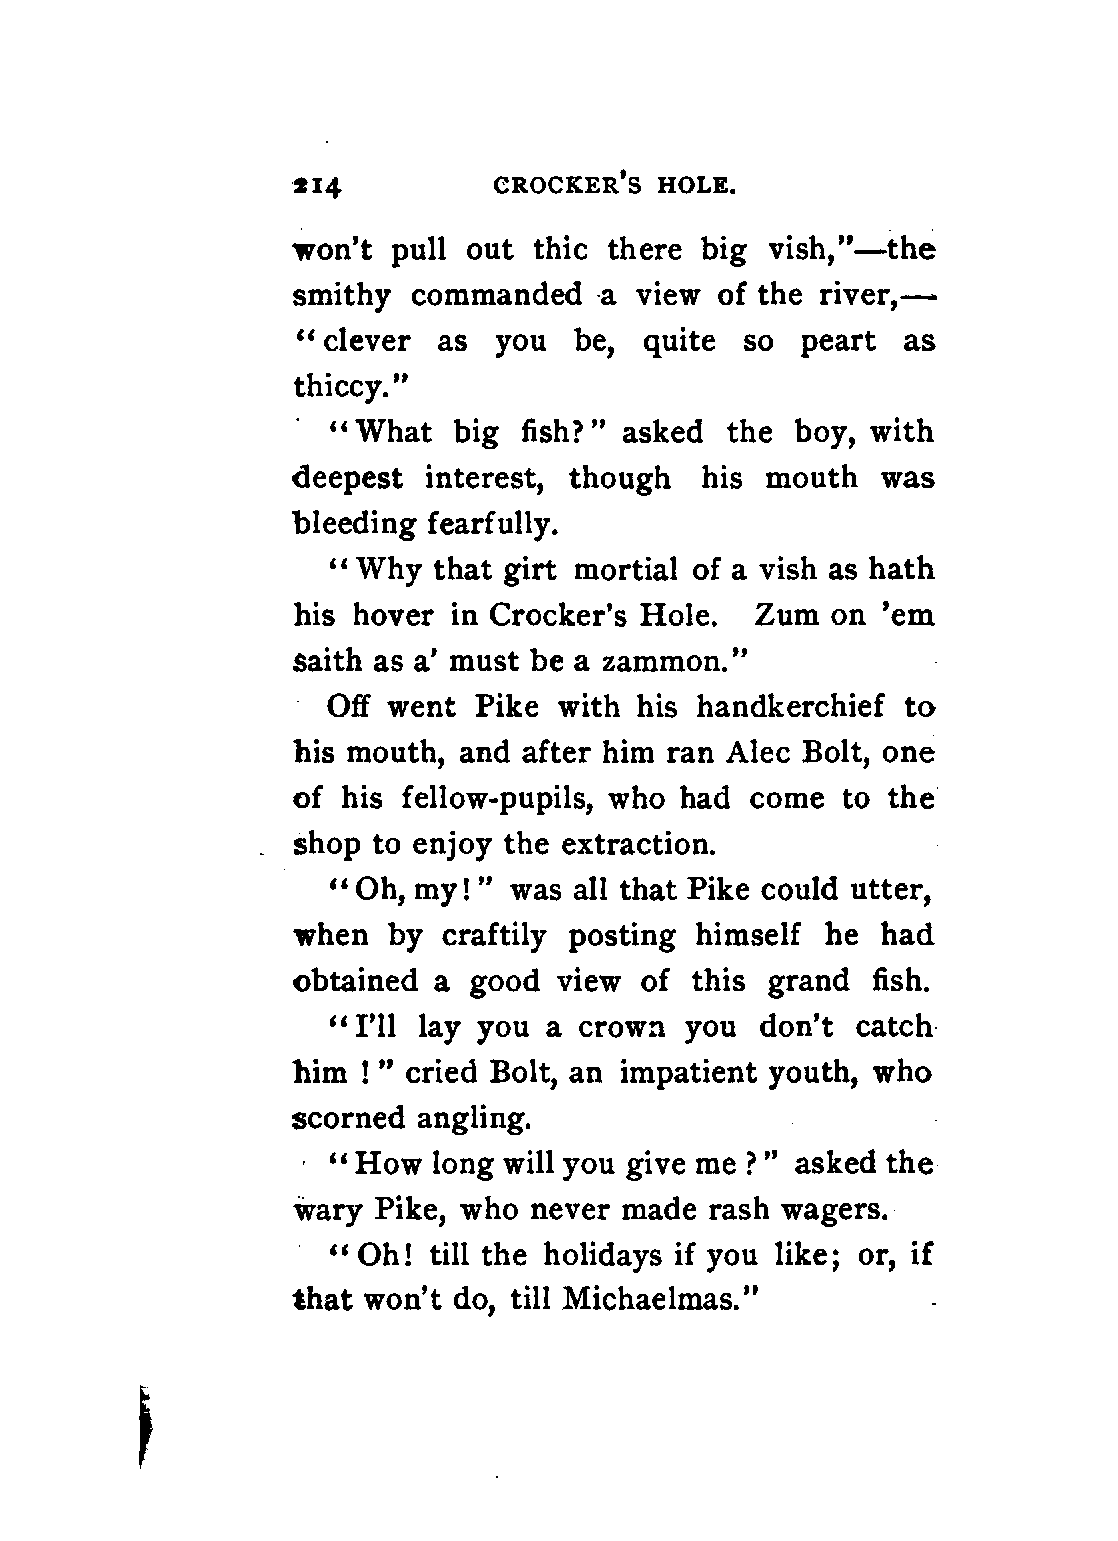 214 CROCKER'S HOLE.
won't pull out thic there big vish,"—the
smithy commanded a view of the river,—
"clever as you be, quite so peart as
thiccy."
"What big fish?" asked the boy, with
deepest interest, though his mouth was
bleeding fearfully.
"Why that girt mortial of a vish as hath
his hover in Crocker's Hole. Zum on 'em
saith as a' must be a zammon."
Off went Pike with his handkerchief to
his mouth, and after him ran Alec Bolt, one
of his fellow-pupils, who had come to the
shop to enjoy the extraction.
"Oh, my!" was all that Pike could utter,
when by craftily posting himself he had
obtained a good view of this grand fish.
"I'll lay you a crown you don't catch
him!" cried Bolt, an impatient youth, who
scorned angling.
"How long will you give me?" asked the
wary Pike, who never made rash wagers.
"Oh! till the holidays if you like; or, if
that won't do, till Michaelmas."